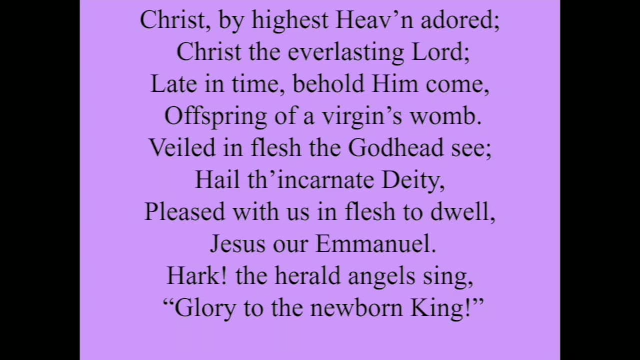 Christ, by highest Heav’n adored;
Christ the everlasting Lord;
Late in time, behold Him come,
Offspring of a virgin’s womb.
Veiled in flesh the Godhead see;
Hail th’incarnate Deity,
Pleased with us in flesh to dwell,
Jesus our Emmanuel.
Hark! the herald angels sing,
“Glory to the newborn King!”